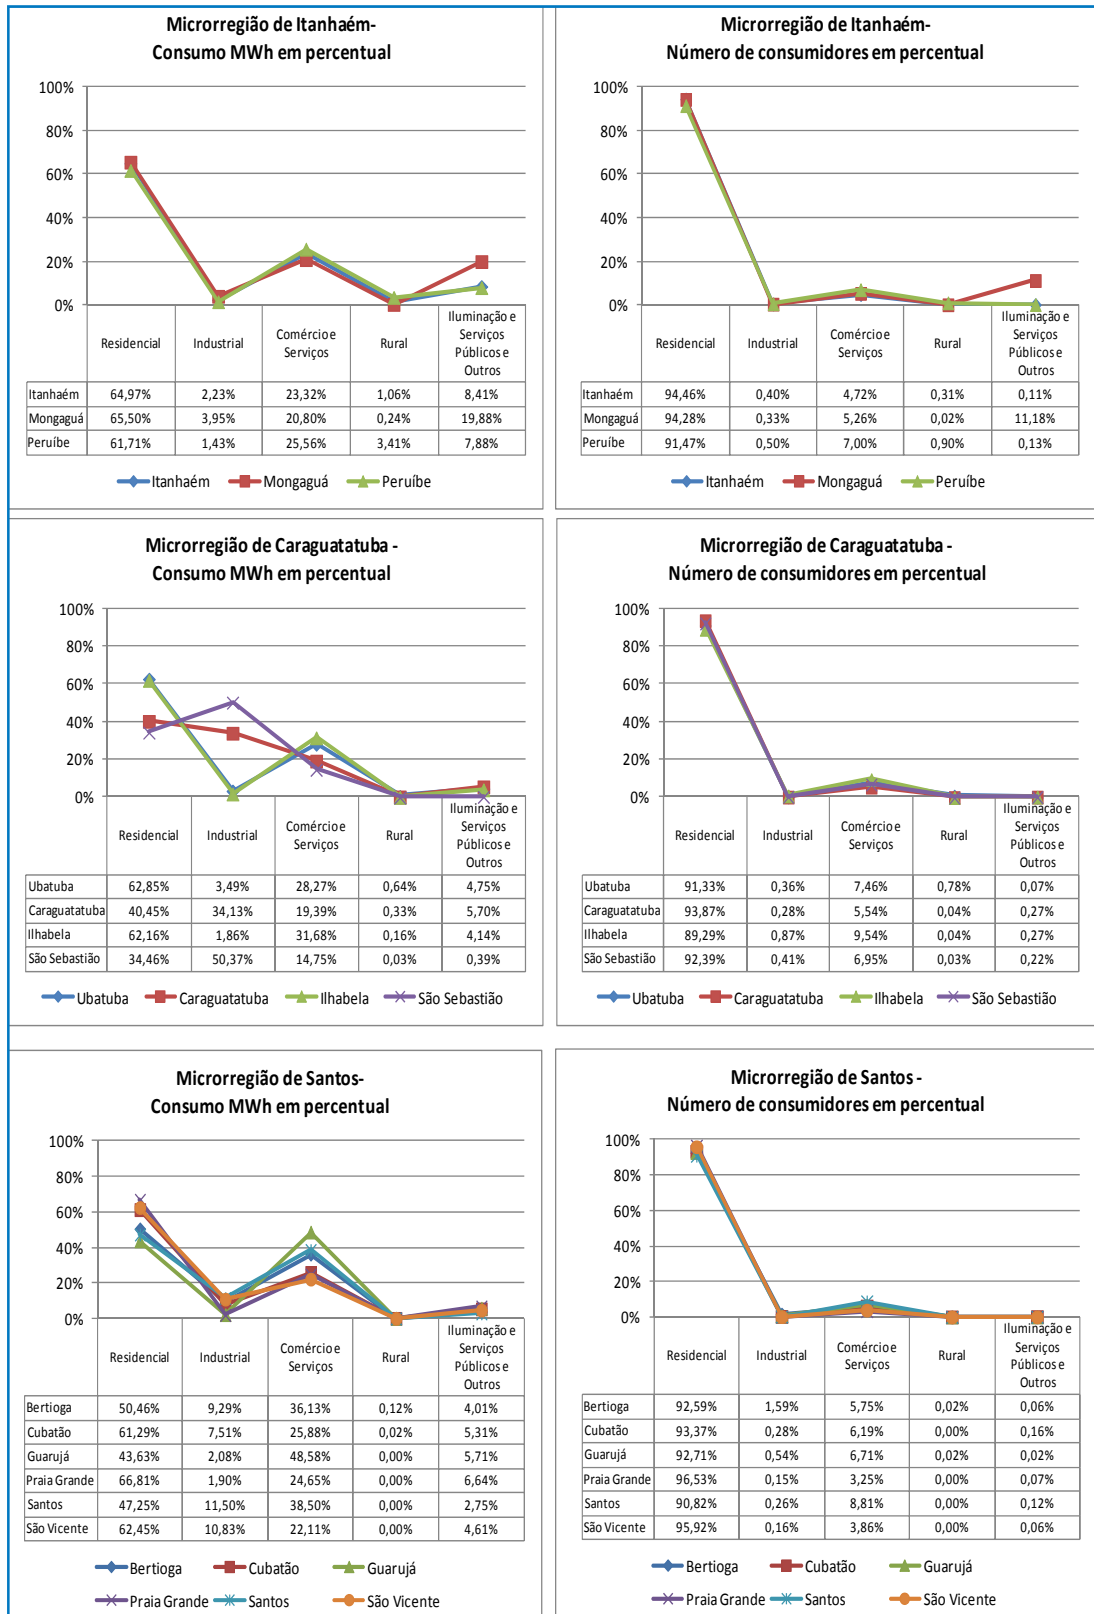 Microrregião de Itanhaém-
Consumo MWh em percentual
100%
80%
60%
40%
20%
0%
Residencial Industrial Comércio e Serviços Rural Iluminação e Serviços Públicos e Outros
Itanhaém 64,97% 2,23% 23,32% 1,06% 8,41%
Mongaguá 65,50% 3,95% 20,80% 0,24% 19,88%
Peruíbe 61,71% 1,43% 25,56% 3,41% 7,88%
Itanhaém Mongaguá Peruíbe
Microrregião de Itanhaém-
Número de consumidores em percentual
100%
80%
60%
40%
20%
0%
Residencial Industrial Comércio e Serviços Rural Iluminação e Serviços Públicos e Outros
Itanhaém 94,46% 0,40% 4,72% 0,31% 0,11%
Mongaguá 94,28% 0,33% 5,26% 0,02% 11,18%
Peruíbe 91,47% 0,50% 7,00% 0,90% 0,13%
Itanhaém Mongaguá Peruíbe
Microrregião de Caraguatatuba -
Consumo MWh em percentual
100%
80%
60%
40%
20%
0%
Residencial Industrial Comércio e Serviços Rural Iluminação e Serviços Públicos e Outros
Ubatuba 62,85% 3,49% 28,27% 0,64% 4,75%
Caraguatatuba 40,45% 34,13% 19,39% 0,33% 5,70%
Ilhabela 62,16% 1,86% 31,68% 0,16% 4,14%
São Sebastião 34,46% 50,37% 14,75% 0,03% 0,39%
Ubatuba Caraguatatuba Ilhabela São Sebastião
Microrregião de Caraguatatuba -
Número de consumidores em percentual
100%
80%
60%
40%
20%
0%
Residencial Industrial Comércio e Serviços Rural Iluminação e Serviços Públicos e Outros
Ubatuba 91,33% 0,36% 7,46% 0,78% 0,07%
Caraguatatuba 93,87% 0,28% 5,54% 0,04% 0,27%
Ilhabela 89,29% 0,87% 9,54% 0,04% 0,27%
São Sebastião 92,39% 0,41% 6,95% 0,03% 0,22%
Ubatuba Caraguatatuba Ilhabela São Sebastião
Microrregião de Santos-
Consumo MWh em percentual
100%
80%
60%
40%
20%
0%
Residencial Industrial Comércio e Serviços Rural Iluminação e Serviços Públicos e Outros
Bertioga 50,46% 9,29% 36,13% 0,12% 4,01%
Cubatão 61,29% 7,51% 25,88% 0,02% 5,31%
Guarujá 43,63% 2,08% 48,58% 0,00% 5,71%
Praia Grande 66,81% 1,90% 24,65% 0,00% 6,64%
Santos 47,25% 11,50% 38,50% 0,00% 2,75%
São Vicente 62,45% 10,83% 22,11% 0,00% 4,61%
Bertioga Cubatão Guarujá
Praia Grande Santos São Vicente
Microrregião de Santos -
Número de consumidores em percentual
100%
80%
60%
40%
20%
0%
Residencial Industrial Comércio e Serviços Rural Iluminação e Serviços Públicos e Outros
Bertioga 92,59% 1,59% 5,75% 0,02% 0,06%
Cubatão 93,37% 0,28% 6,19% 0,00% 0,16%
Guarujá 92,71% 0,54% 6,71% 0,02% 0,02%
Praia Grande 96,53% 0,15% 3,25% 0,00% 0,07%
Santos 90,82% 0,26% 8,81% 0,00% 0,12%
São Vicente 95,92% 0,16% 3,86% 0,00% 0,06%
Bertioga Cubatão Guarujá
Praia Grande Santos São Vicente